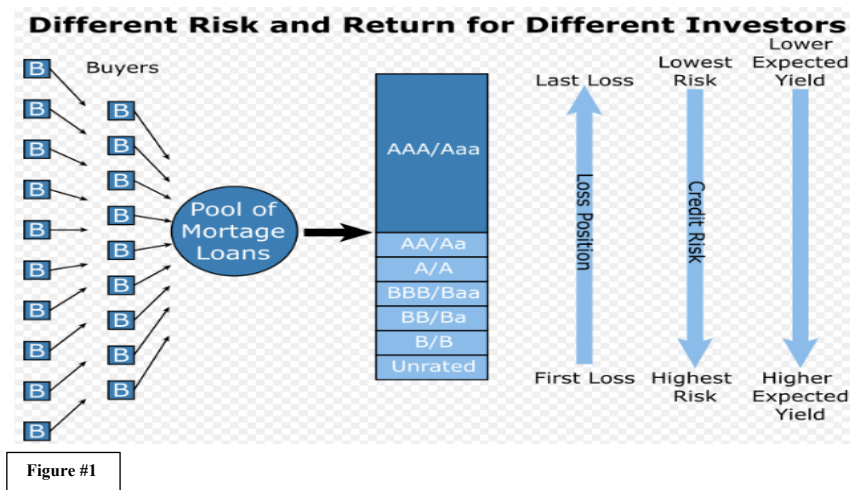 Different Risk and Return for Different Investors
B
B
B
B
B
B
B
B
B
B
Buyers
B
B
B
B
B
B
B
B
B
Pool of
Mortage
Loans
AAA/Aaa
AA/Aa
A/A
BBB/Baa
BB/Ba
B/B
Unrated
Last Loss
Loss Position
First Loss
Lowest
Risk
Credit Risk
Highest
Risk
Lower
Expected
Yield
Higher
Expected
Yield
Figure #1